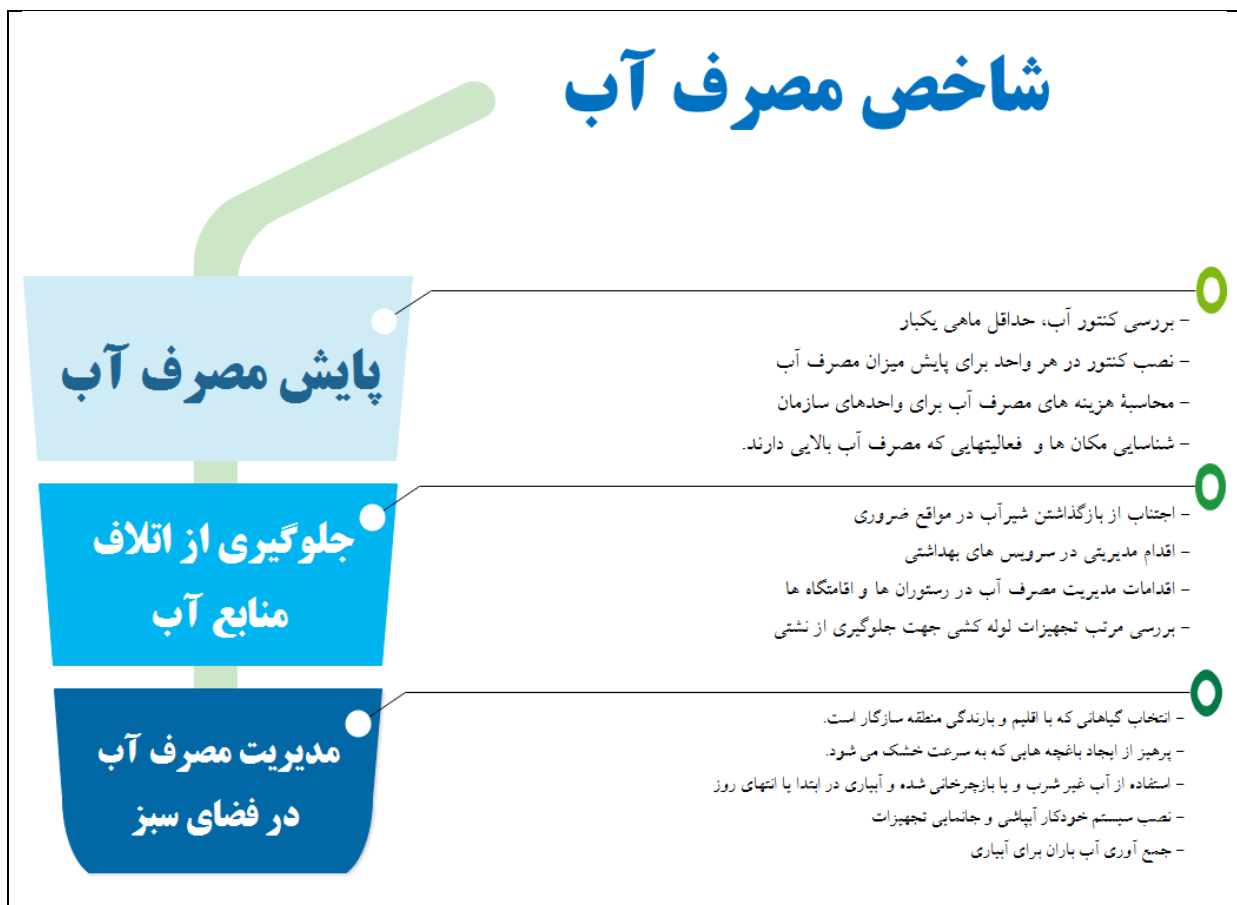 شاخص مصرف آب
پایش مصرف آب
- بررسی کنتور آب، حداقل ماهی یکبار
- نصب کنتور در هر واحد برای پایش میزان مصرف آب
- محاسبۀ هزینه های مصرف آب برای واحدهای سازمان
- شناسایی مکان ها و فعالیتهایی که مصرف آب بالایی دارند.
جلوگیری از اتلاف
منابع آب
- اجتناب از بازگذاشتن شیرآب در مواقع ضروری
- اقدام مدیریتی در سرویس های بهداشتی
- اقدامات مدیریت مصرف آب در رستوران ها و اقامتگاه ها
- بررسی مرتب تجهیزات لوله کشی جهت جلوگیری از نشتی
مدیریت مصرف آب
در فضای سبز
- انتخاب گیاهانی که با اقلیم و بارندگی منطقه سازگار است.
- پرهیز از ایجاد باغچه هایی که به سرعت خشک می شود.
- استفاده از آب غیر شرب و یا بازچرخانی شده و آبیاری در ابتدا یا انتهای روز
- نصب سیستم خودکار آبپاشی و جانمایی تجهیزات
- جمع آوری آب باران برای آبیاری